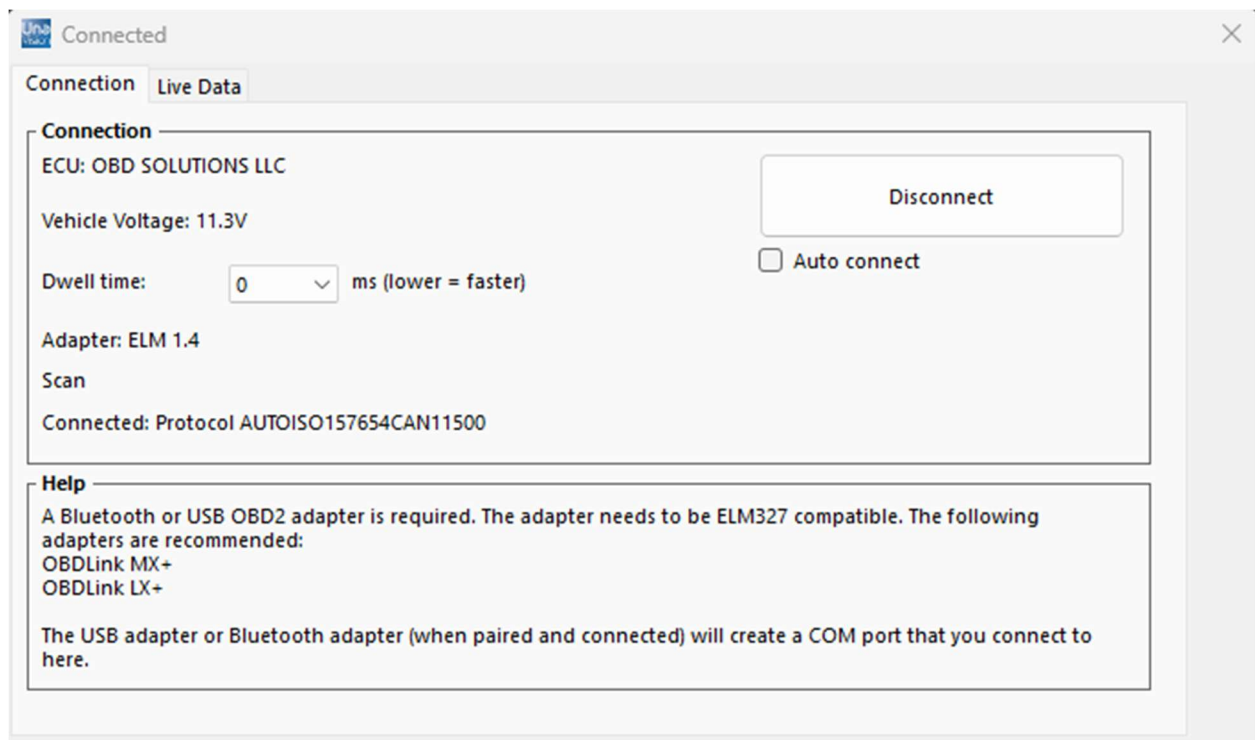 Una
Connected
Connection
Live Data
Connection
ECU: OBD SOLUTIONS LLC
Disconnect
Vehicle Voltage: 11.3V
Auto connect
Dwell time:
0
ms (lower = faster)
Adapter: ELM 1.4
Scan
Connected: Protocol AUTOISO157654CAN11500
Help
A Bluetooth or USB OBD2 adapter is required. The adapter needs to be ELM327 compatible. The following
adapters are recommended:
OBDLink MX+
OBDLink LX+
The USB adapter or Bluetooth adapter (when paired and connected) will create a COM port that you connect to
here.